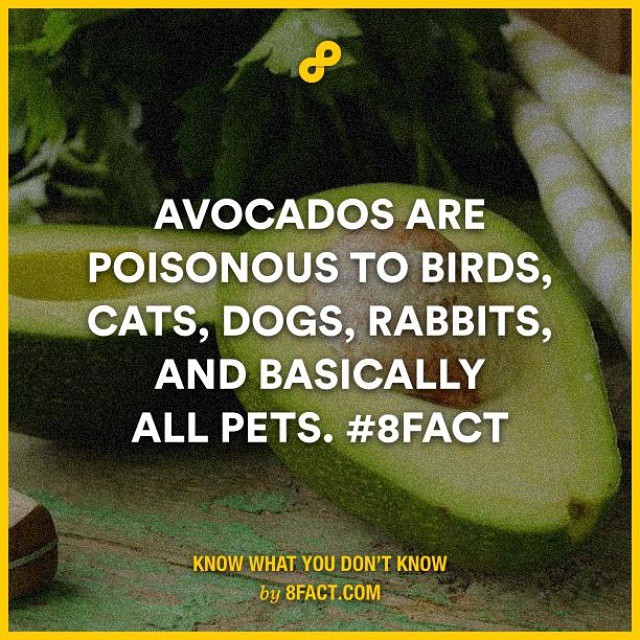 AVOCADOS ARE
POISONOUS TO BIRDS,
CATS, DOGS, RABBITS,
AND BASICALLY
ALL PETS. #8FACT
KNOW WHAT YOU DON'T KNOW
by 8FACT.COM